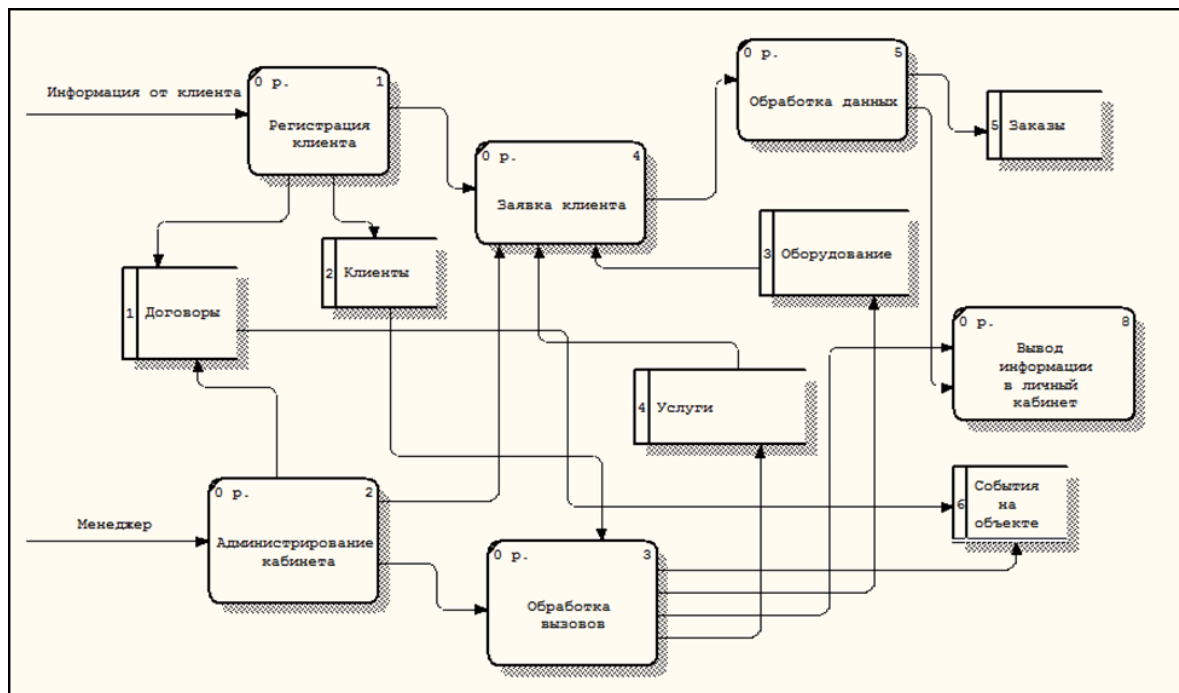 Информация от клиента
0 р. 1
Регистрация
клиента
0 р. 4
Заявка клиента
0 р. 5
Обработка данных
5 Заказы
1 Договоры
2 Клиенты
3 Оборудование
4 Услуги
0 р. 8
Вывод
информации
в личный
кабинет
Менеджер
0 р. 2
Администрирование
кабинета
0 р. 3
Обработка
вызовов
6
События
на
объекте